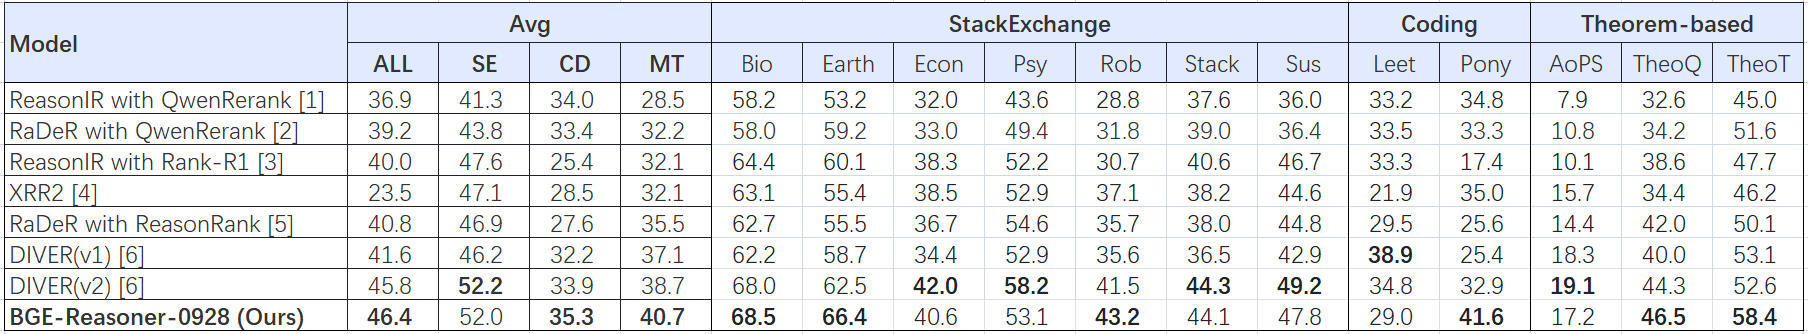 Model Avg StackExchange Coding Theorem-based
ALL SE CD MT Bio Earth Econ Psy Rob Stack Sus Leet Pony AoPS TheoQ TheoT
ReasonIR with QwenRerank [1] 36.9 41.3 34.0 28.5 58.2 53.2 32.0 43.6 28.8 37.6 36.0 33.2 34.8 7.9 32.6 45.0
RaDeR with QwenRerank [2] 39.2 43.8 33.4 32.2 58.0 59.2 33.0 49.4 31.8 39.0 36.4 33.5 33.3 10.8 34.2 51.6
ReasonIR with Rank-R1 [3] 40.0 47.6 25.4 32.1 64.4 60.1 38.3 52.2 30.7 40.6 46.7 33.3 17.4 10.1 38.6 47.7
XRR2 [4] 23.5 47.1 28.5 32.1 63.1 55.4 38.5 52.9 37.1 38.2 44.6 21.9 35.0 15.7 34.4 46.2
RaDeR with ReasonRank [5] 40.8 46.9 27.6 35.5 62.7 55.5 36.7 54.6 35.7 38.0 44.8 29.5 25.6 14.4 42.0 50.1
DIVER(v1) [6] 41.6 46.2 32.2 37.1 62.2 58.7 34.4 52.9 35.6 36.5 42.9 38.9 25.4 18.3 40.0 53.1
DIVER(v2) [6] 45.8 52.2 33.9 38.7 68.0 62.5 42.0 58.2 41.5 44.3 49.2 34.8 32.9 19.1 44.3 52.6
BGE-Reasoner-0928 (Ours) 46.4 52.0 35.3 40.7 68.5 66.4 40.6 53.1 43.2 44.1 47.8 29.0 41.6 17.2 46.5 58.4